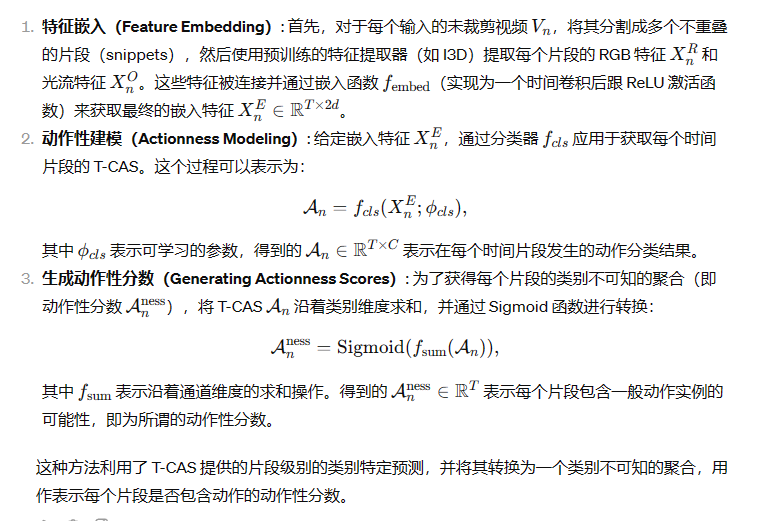 1. 特征嵌入（Feature Embedding）：首先，对于每个输入的未裁剪视频 $V_n$，将其分割成多个不重叠
的片段（snippets），然后使用预训练的特征提取器（如 I3D）提取每个片段的 RGB 特征 $X_n^R$ 和
光流特征 $X_n^O$。这些特征被连接并通过嵌入函数 $f_{\text{embed}}$（实现为一个时间卷积后跟 ReLU 激活函
数）来获取最终的嵌入特征 $X_n^E \in \mathbb{R}^{T \times 2d}$。
2. 动作性建模（Actionness Modeling）：给定嵌入特征 $X_n^E$，通过分类器 $f_{cls}$ 应用于获取每个时间
片段的 T-CAS。这个过程可以表示为：
$\mathcal{A}_n = f_{cls}(X_n^E; \phi_{cls}),$
其中 $\phi_{cls}$ 表示可学习的参数，得到的 $\mathcal{A}_n \in \mathbb{R}^{T \times C}$ 表示在每个时间片段发生的动作分类结果。
3. 生成动作性分数（Generating Actionness Scores）：为了获得每个片段的类别不可知的聚合（即
动作性分数 $\mathcal{A}_n^{\text{ness}}$），将 T-CAS $\mathcal{A}_n$ 沿着类别维度求和，并通过 Sigmoid 函数进行转换：
$\mathcal{A}_n^{\text{ness}} = \text{Sigmoid}(f_{\text{sum}}(\mathcal{A}_n)),$
其中 $f_{\text{sum}}$ 表示沿着通道维度的求和操作。得到的 $\mathcal{A}_n^{\text{ness}} \in \mathbb{R}^T$ 表示每个片段包含一般动作实例的
可能性，即为所谓的动作性分数。
这种方法利用了 T-CAS 提供的片段级别的类别特定预测，并将其转换为一个类别不可知的聚合，用
作表示每个片段是否包含动作的动作性分数。